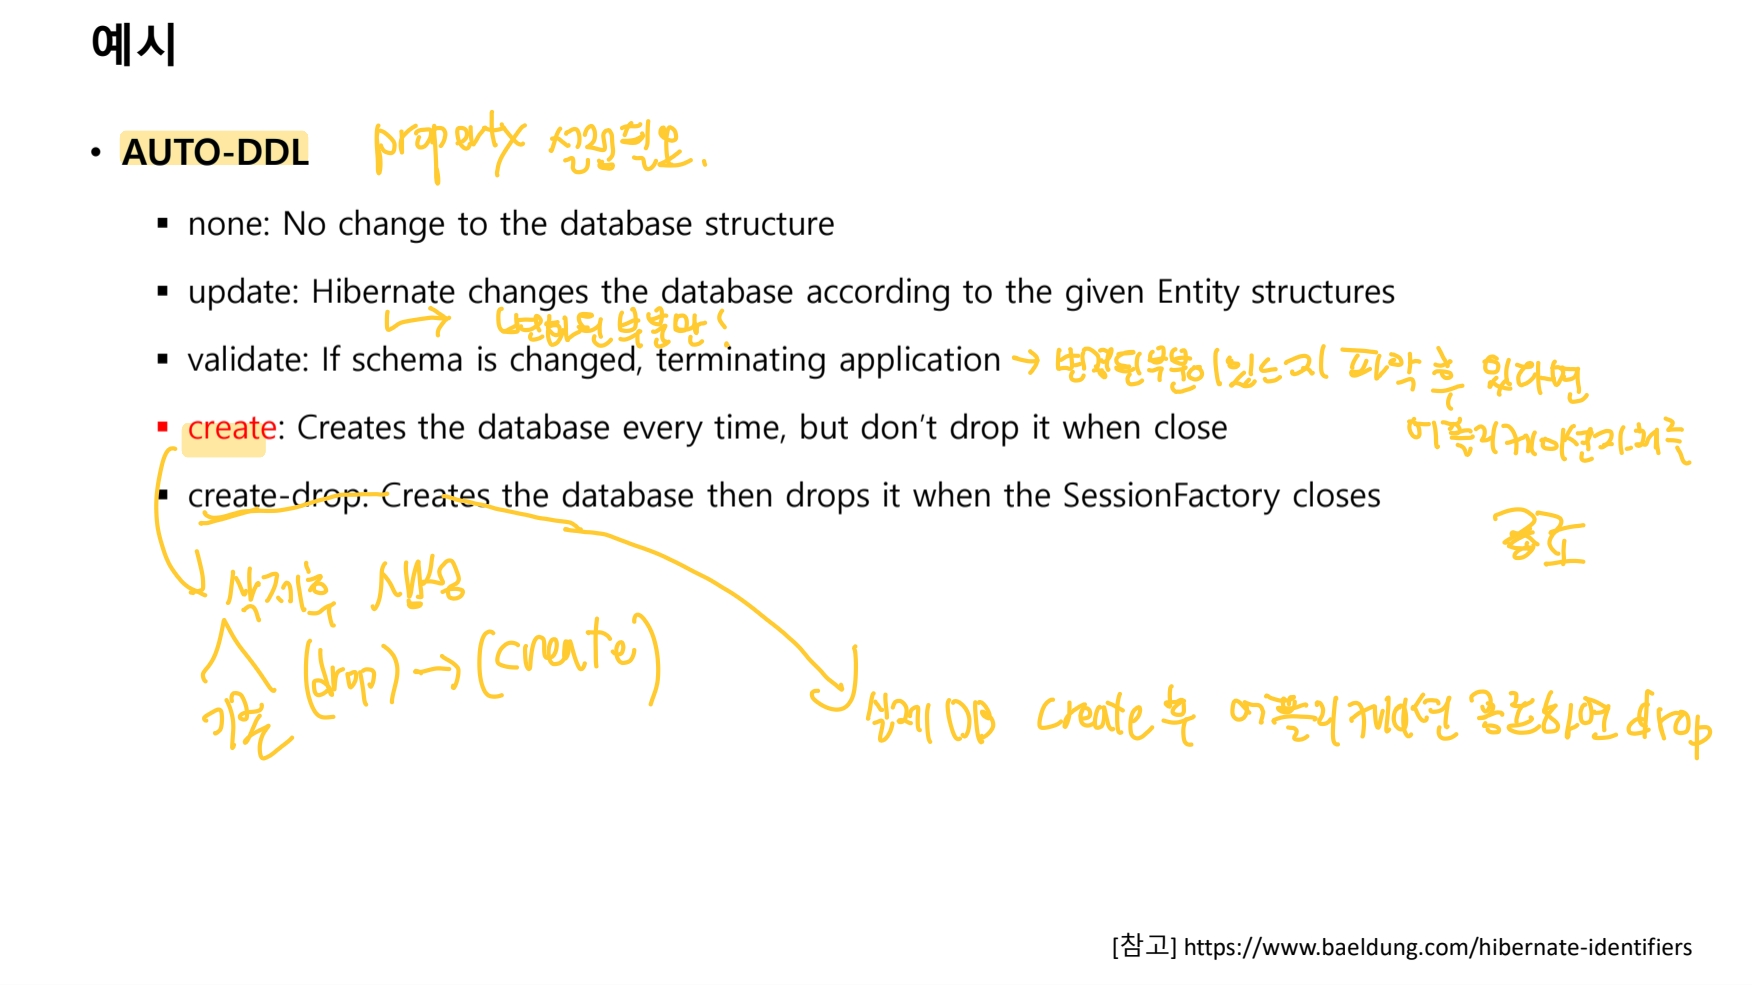 예시
• AUTO-DDL property 설정필요.
▪ none: No change to the database structure
▪ update: Hibernate changes the database according to the given Entity structures
변화된 부분만!
▪ validate: If schema is changed, terminating application → 변경된부분이있는지 파악 후 있다면
어플리케이션자체를
종료
▪ create: Creates the database every time, but don't drop it when close
▪ create-drop: Creates the database then drops it when the SessionFactory closes
삭제후 생성
기존 (drop) → (create)
실제 DB create 후 어플리케이션 종료하면 drop
[참고] https://www.baeldung.com/hibernate-identifiers